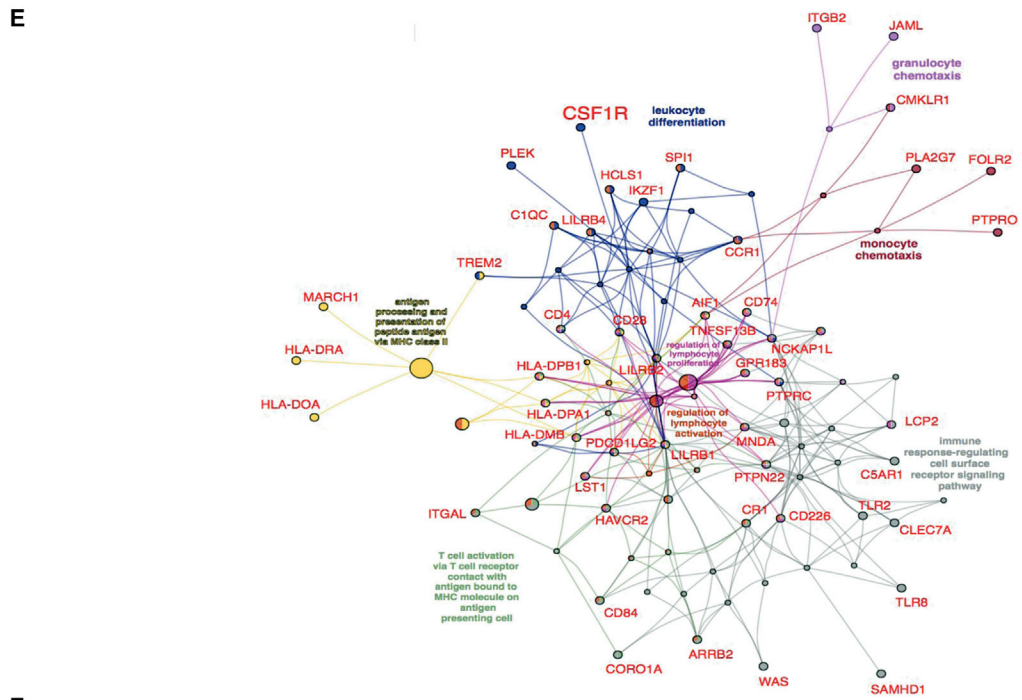 E
ITGB2
JAML
granulocyte
chemotaxis
CMKLR1
CSF1R
leukocyte
differentiation
PLEK
SPI1
PLA2G7
FOLR2
HCLS1
IKZF1
C1QC
LILRB4
PTPRO
CCR1
monocyte
chemotaxis
TREM2
MARCH1
antigen
processing and
presentation of
peptide antigen
via MHC class II
AIF1
CD74
CD4
CD28
TNFSF13B
NCKAP1L
regulation of
lymphocyte
proliferation
HLA-DRA
HLA-DPB1
LILRB2
GPR183
PTPRC
HLA-DOA
HLA-DPA1
regulation of
lymphocyte
activation
LCP2
HLA-DMB
PDCD1LG2
MNDA
LILRB1
immune
response-regulating
cell surface
receptor signaling
pathway
PTPN22
C5AR1
LST1
ITGAL
HAVCR2
CR1
CD226
TLR2
CLEC7A
T cell activation
via T cell receptor
contact with
antigen bound to
MHC molecule on
antigen
presenting cell
TLR8
CD84
ARRB2
CORO1A
WAS
SAMHD1